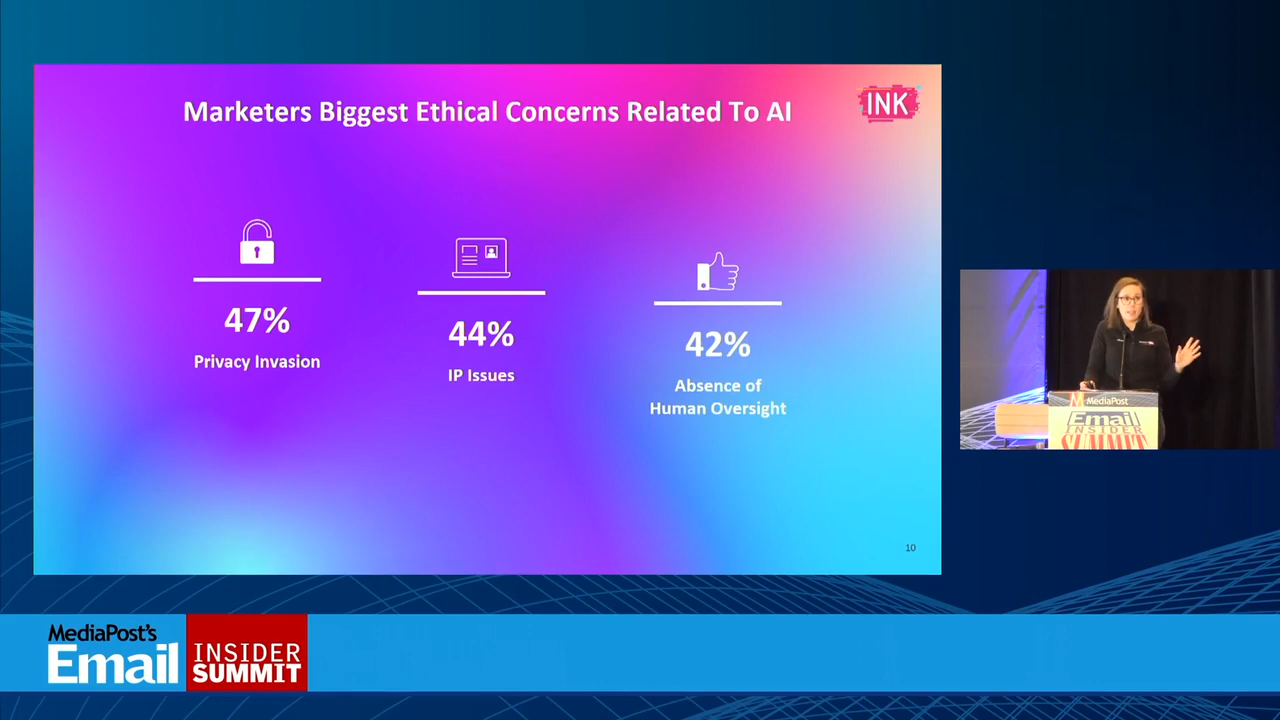 Marketers Biggest Ethical Concerns Related To AI
INK
47%
Privacy Invasion
44%
IP Issues
42%
Absence of
Human Oversight
10
MediaPost
Email
INSIDER
SUMMIT
MediaPost's
Email
INSIDER
SUMMIT